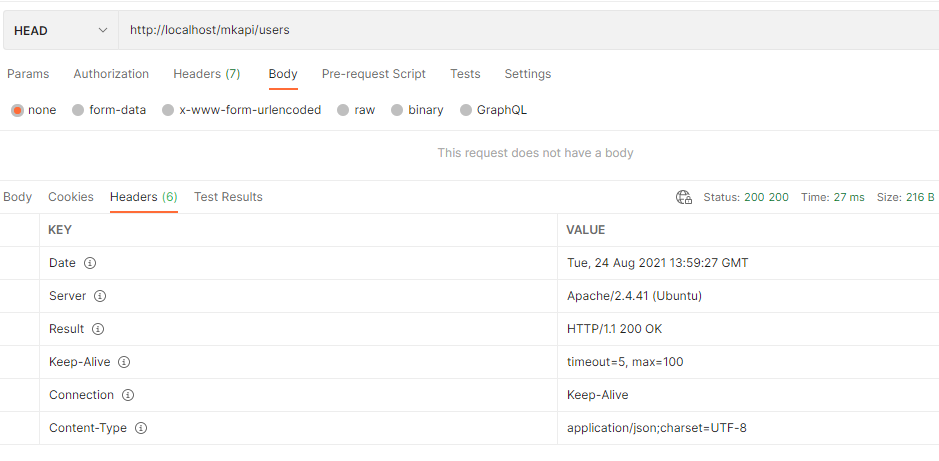 HEAD http://localhost/mkapi/users
Params Authorization Headers (7) Body Pre-request Script Tests Settings
none form-data x-www-form-urlencoded raw binary GraphQL
This request does not have a body
Body Cookies Headers (6) Test Results Status: 200 200 Time: 27 ms Size: 216 B
KEY VALUE
Date Tue, 24 Aug 2021 13:59:27 GMT
Server Apache/2.4.41 (Ubuntu)
Result HTTP/1.1 200 OK
Keep-Alive timeout=5, max=100
Connection Keep-Alive
Content-Type application/json;charset=UTF-8